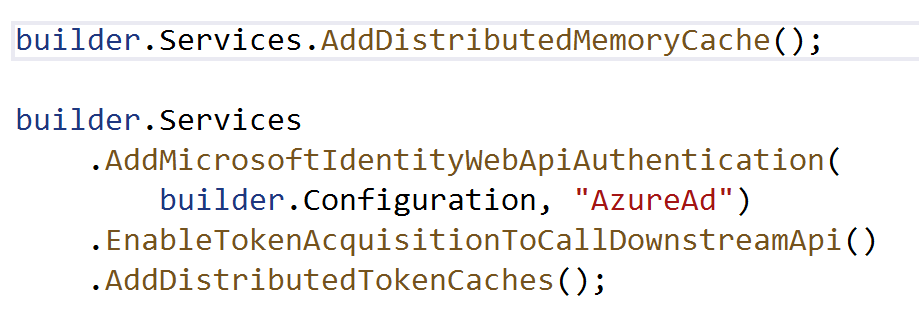 builder.Services.AddDistributedMemoryCache();
builder.Services
.AddMicrosoftIdentityWebApiAuthentication(
builder.Configuration, "AzureAd")
.EnableTokenAcquisitionToCallDownstreamApi()
.AddDistributedTokenCaches();